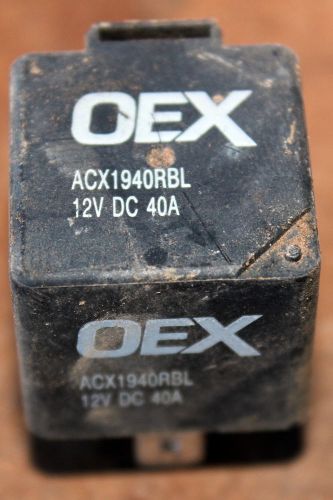 OEX
ACX1940RBL
12V DC 40A
OEX
ACX1940RBL
12V DC 40A